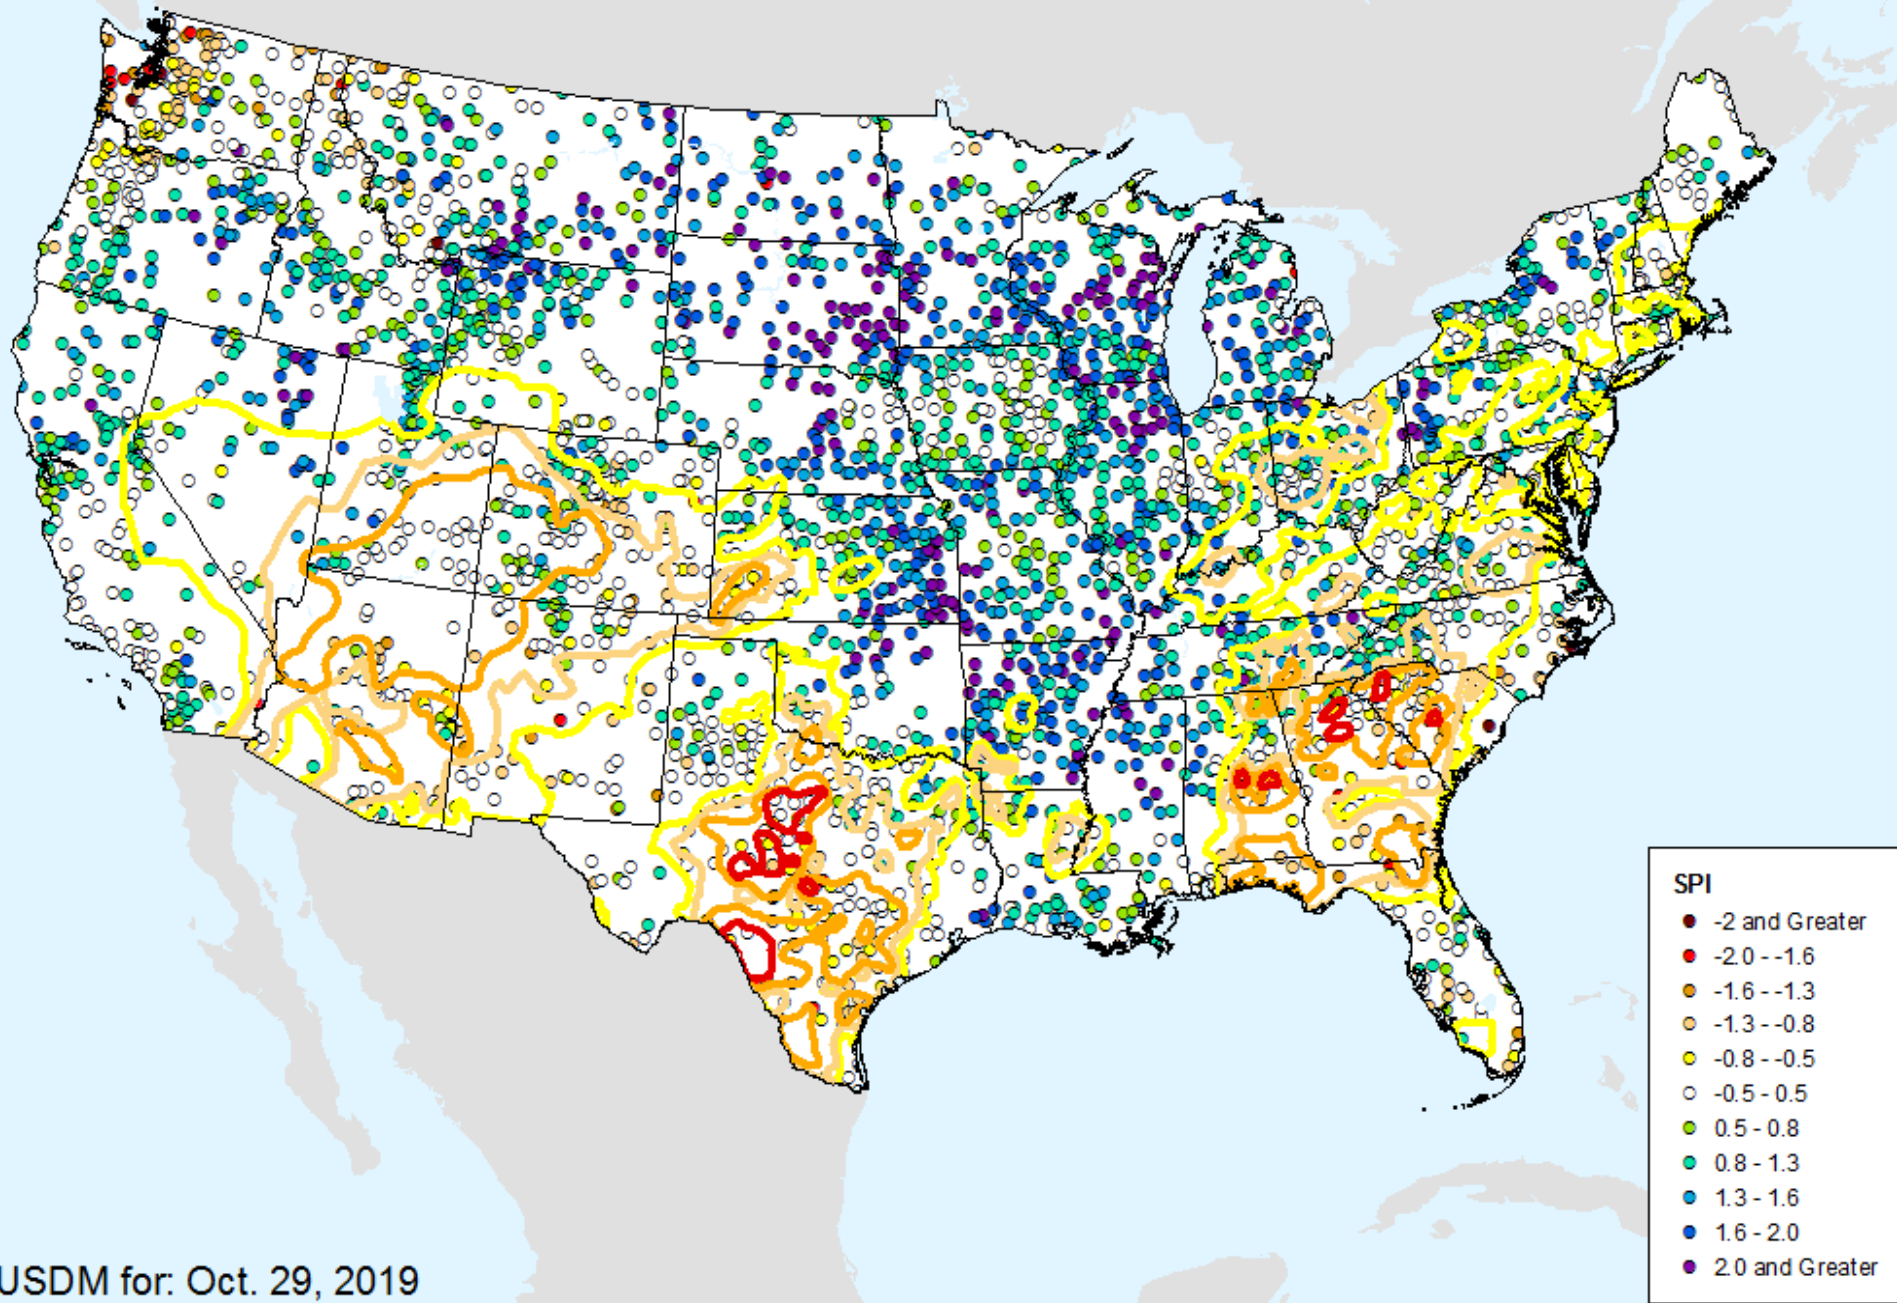 SPI
-2 and Greater
-2.0 - -1.6
-1.6 - -1.3
-1.3 - -0.8
-0.8 - -0.5
-0.5 - 0.5
0.5 - 0.8
0.8 - 1.3
1.3 - 1.6
1.6 - 2.0
2.0 and Greater
USDM for: Oct. 29, 2019